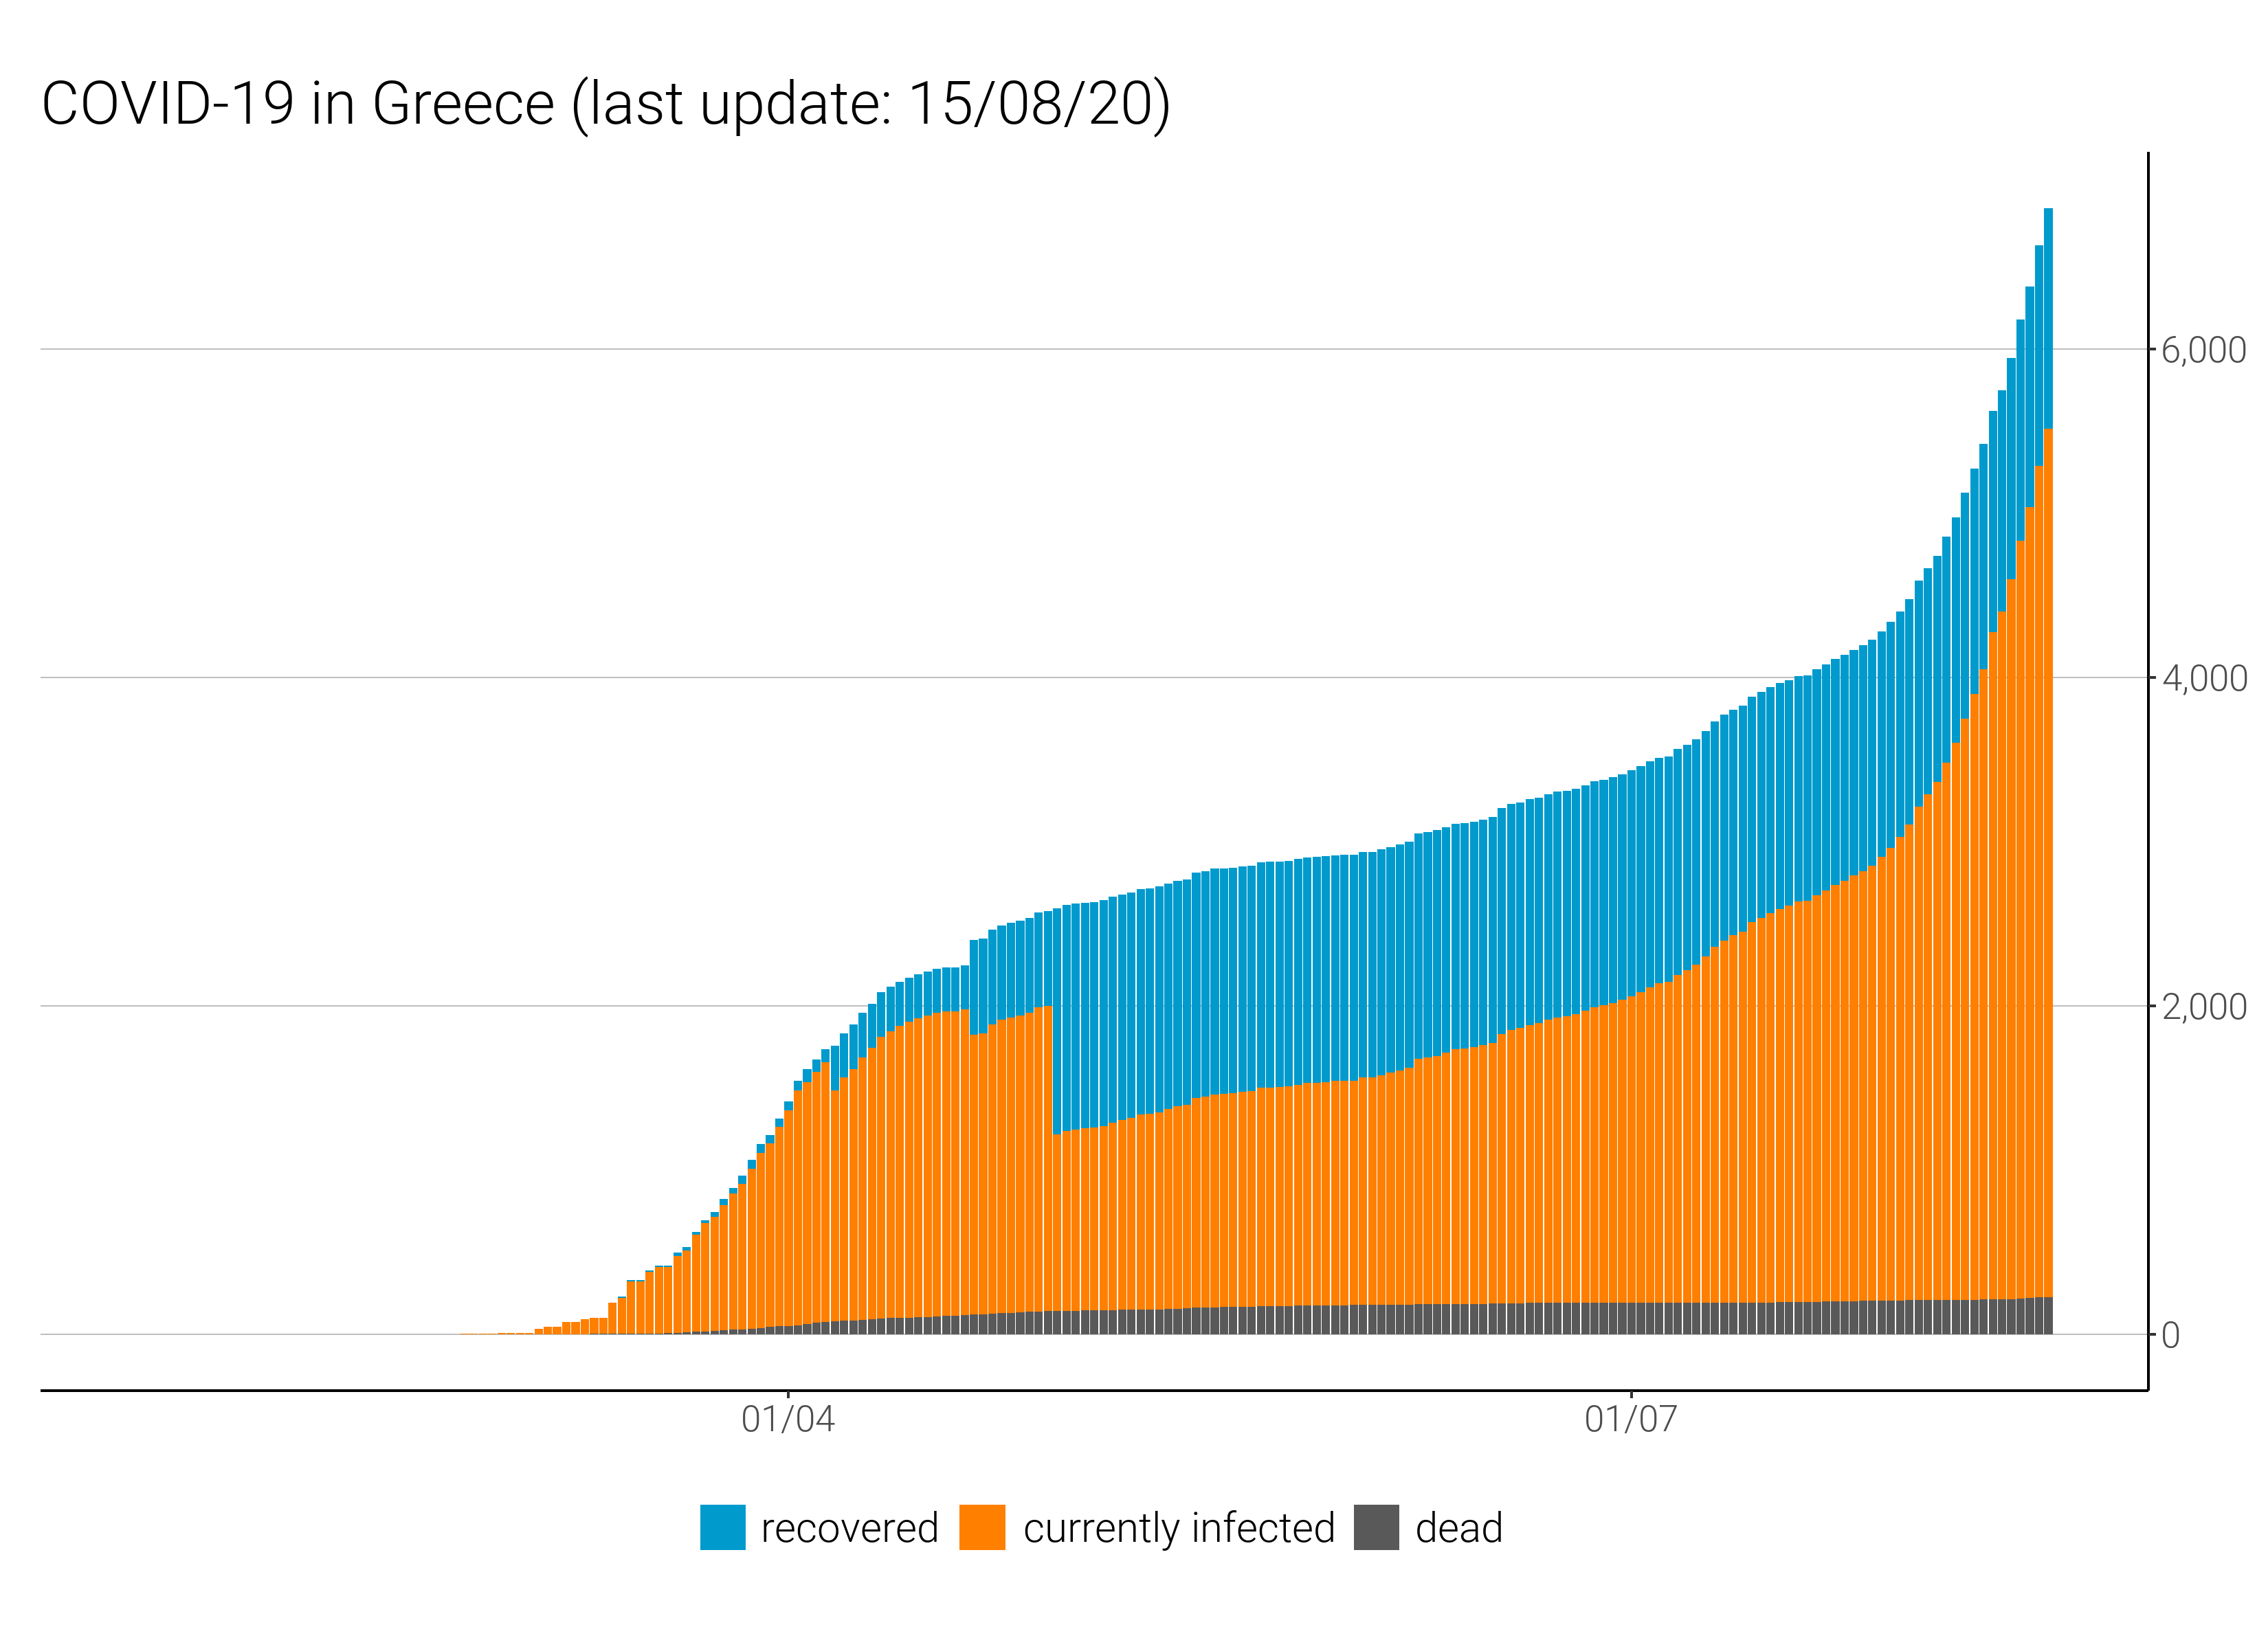 COVID-19 in Greece (last update: 15/08/20)
6,000
4,000
2,000
0
01/04 01/07
recovered currently infected dead